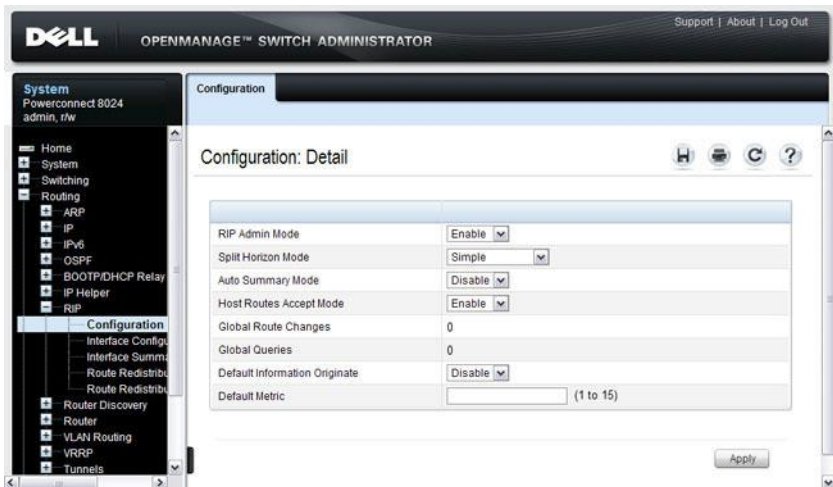 Support | About | Log Out
DELL
OPENMANAGE™ SWITCH ADMINISTRATOR
System
Powerconnect 8024
admin, r/w
Home
System
Switching
Routing
ARP
IP
IPv6
OSPF
BOOTP/DHCP Relay
IP Helper
RIP
Configuration
Interface Configu
Interface Summa
Route Redistribu
Route Redistribu
Router Discovery
Router
VLAN Routing
VRRP
Tunnels
Configuration
Configuration: Detail
RIP Admin Mode Enable
Split Horizon Mode Simple
Auto Summary Mode Disable
Host Routes Accept Mode Enable
Global Route Changes 0
Global Queries 0
Default Information Originate Disable
Default Metric (1 to 15)
Apply